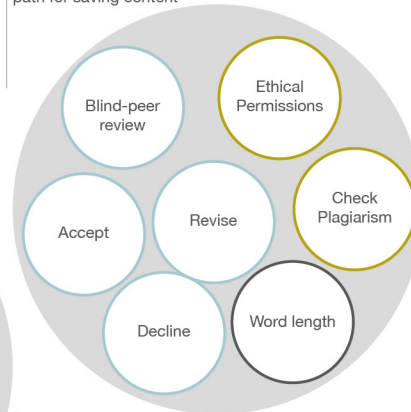 path for saving content
Ethical
Permissions
Blind-peer
review
Check
Plagiarism
Revise
Accept
Word length
Decline